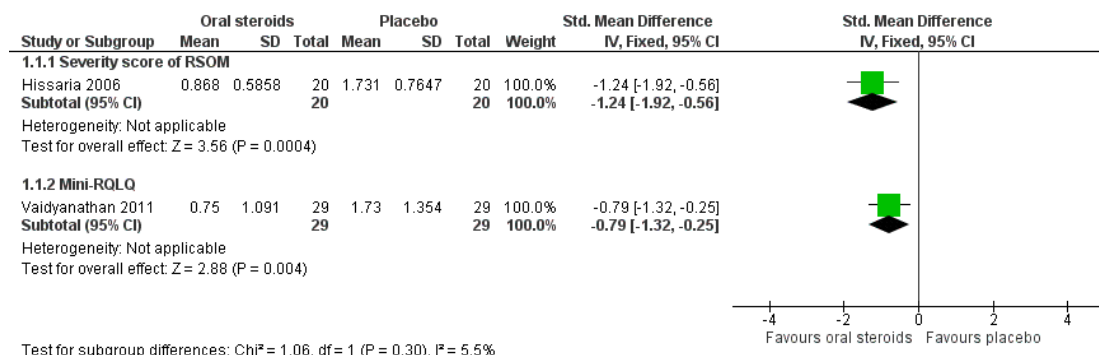 Oral steroids Placebo Std. Mean Difference Std. Mean Difference
Study or Subgroup Mean SD Total Mean SD Total Weight IV, Fixed, 95% CI IV, Fixed, 95% CI
1.1.1 Severity score of RSOM
Hissaria 2006 0.868 0.5858 20 1.731 0.7647 20 100.0% -1.24 [-1.92, -0.56]
Subtotal (95% CI) 20 20 100.0% -1.24 [-1.92, -0.56]
Heterogeneity: Not applicable
Test for overall effect: Z = 3.56 (P = 0.0004)
1.1.2 Mini-RQLQ
Vaidyanathan 2011 0.75 1.091 29 1.73 1.354 29 100.0% -0.79 [-1.32, -0.25]
Subtotal (95% CI) 29 29 100.0% -0.79 [-1.32, -0.25]
Heterogeneity: Not applicable
Test for overall effect: Z = 2.88 (P = 0.004)
-4 -2 0 2 4
Favours oral steroids Favours placebo
Test for subgroup differences: Chi² = 1.06, df = 1 (P = 0.30), I² = 5.5%